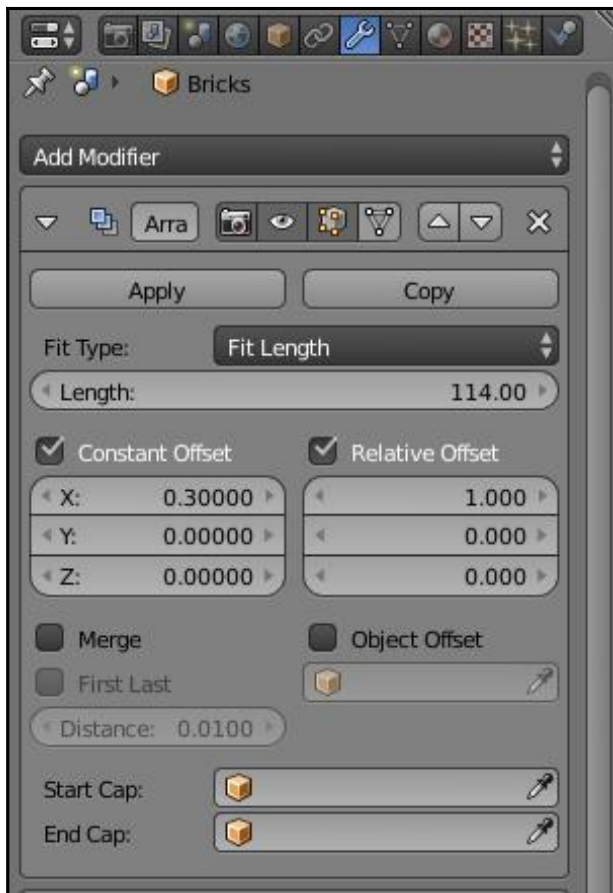 Bricks
Add Modifier
Arra
Apply Copy
Fit Type: Fit Length
Length: 114.00
Constant Offset Relative Offset
X: 0.30000 1.000
Y: 0.00000 0.000
Z: 0.00000 0.000
Merge Object Offset
First Last
Distance: 0.0100
Start Cap:
End Cap: